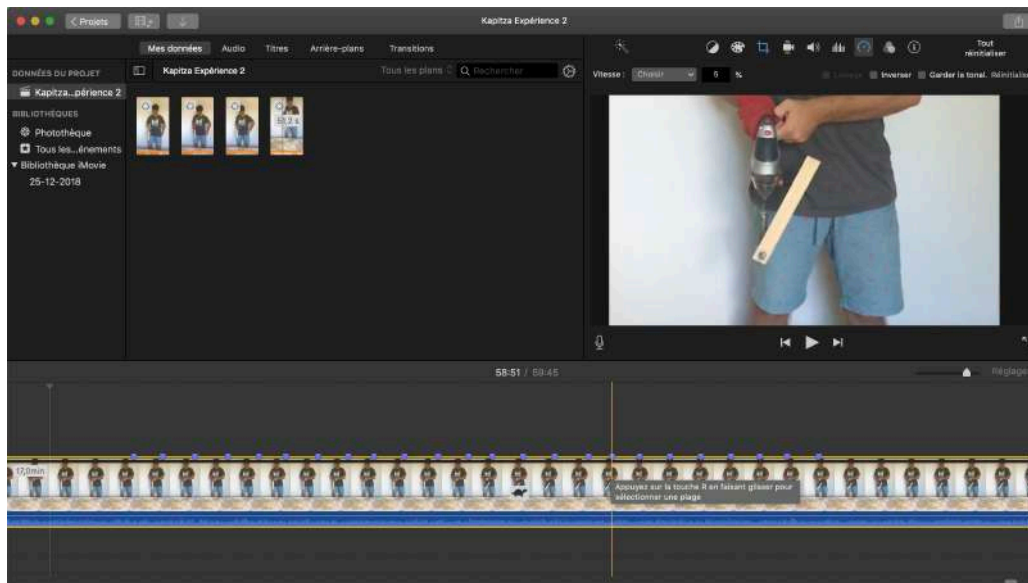 Projets
Kapitza Expérience 2
Mes données Audio Titres Arrière-plans Transitions
Tout
réinitialiser
DONNÉES DU PROJET
Kapitza Expérience 2
Tous les plans
Rechercher
Vitesse : Choisir
%
Inverser
Garder la tonal.
Kapitza...périence 2
BIBLIOTHÈQUES
Photothèque
Tous les...énements
Bibliothèque iMovie
25-12-2018
58:51 / 59:45
Réglages
17,0min
Appuyez sur la touche R en faisant glisser pour
sélectionner une plage